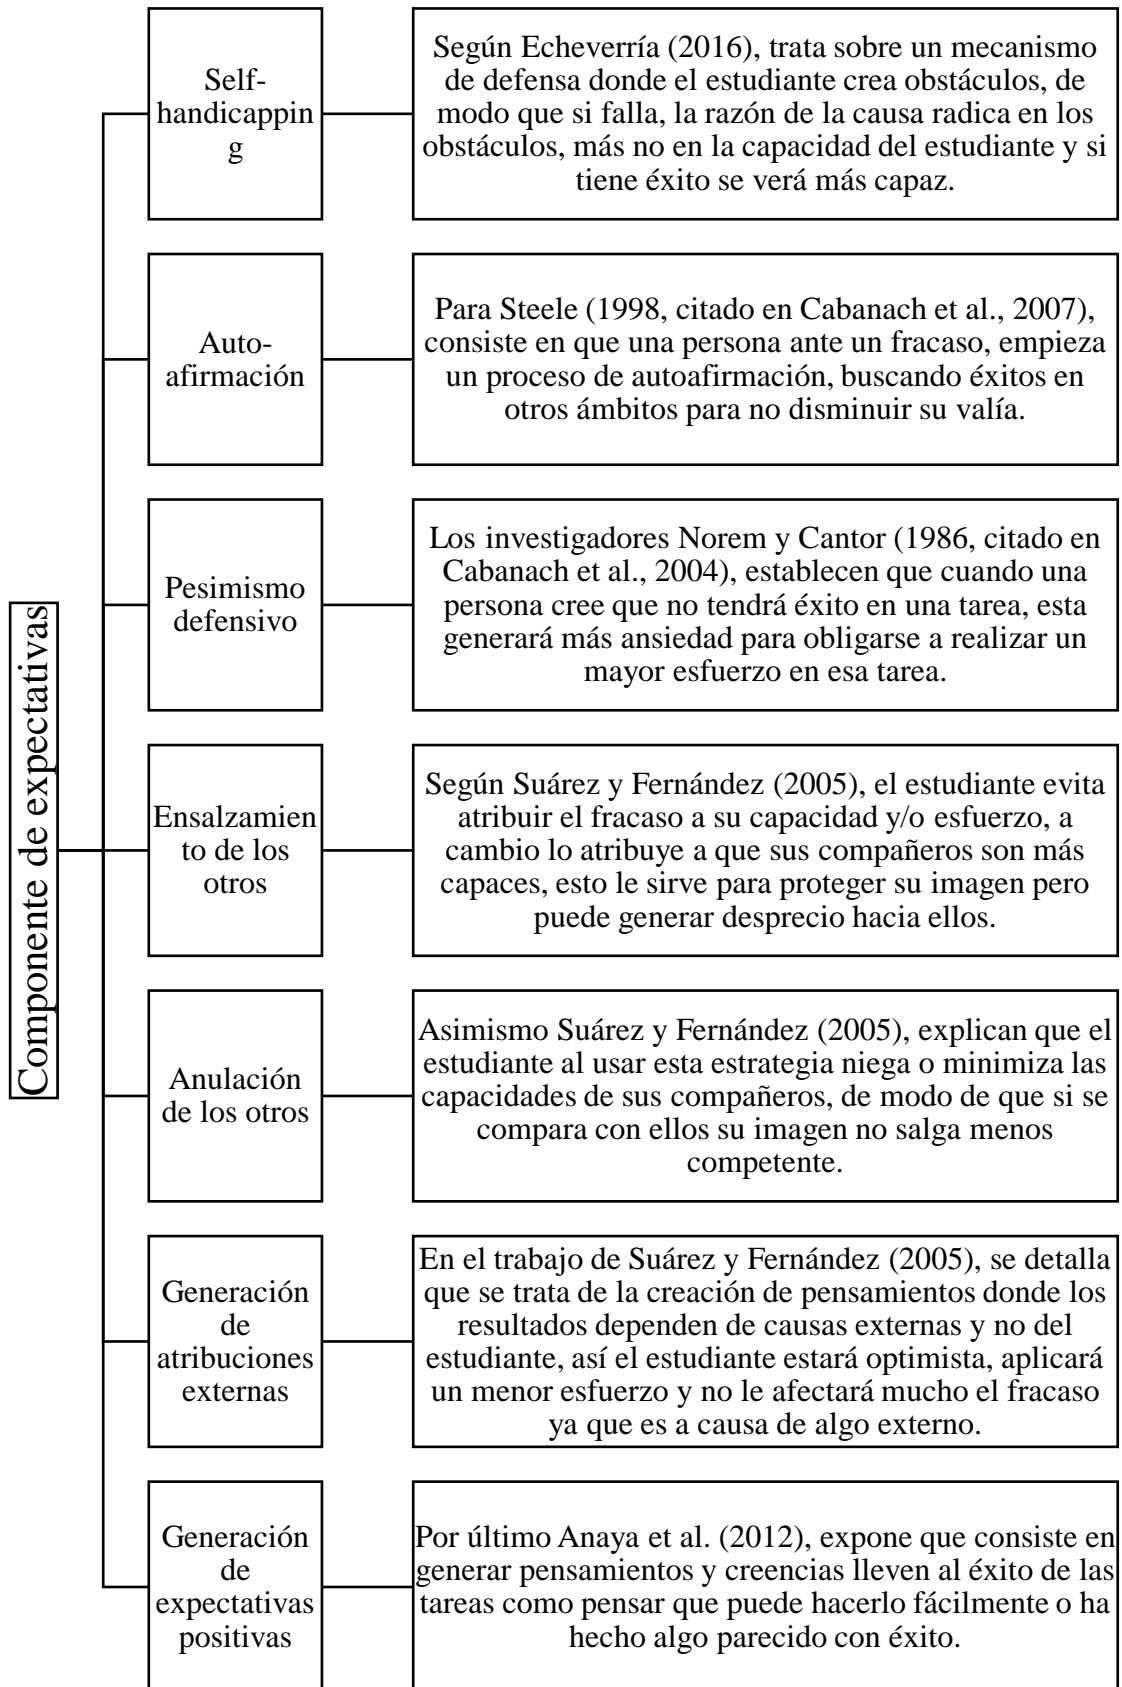 Componente de expectativas
Self-
handicappin
g
Según Echeverría (2016), trata sobre un mecanismo
de defensa donde el estudiante crea obstáculos, de
modo que si falla, la razón de la causa radica en los
obstáculos, más no en la capacidad del estudiante y si
tiene éxito se verá más capaz.
Auto-
afirmación
Para Steele (1998, citado en Cabanach et al., 2007),
consiste en que una persona ante un fracaso, empieza
un proceso de autoafirmación, buscando éxitos en
otros ámbitos para no disminuir su valía.
Pesimismo
defensivo
Los investigadores Norem y Cantor (1986, citado en
Cabanach et al., 2004), establecen que cuando una
persona cree que no tendrá éxito en una tarea, esta
generará más ansiedad para obligarse a realizar un
mayor esfuerzo en esa tarea.
Ensalzamien
to de los
otros
Según Suárez y Fernández (2005), el estudiante evita
atribuir el fracaso a su capacidad y/o esfuerzo, a
cambio lo atribuye a que sus compañeros son más
capaces, esto le sirve para proteger su imagen pero
puede generar desprecio hacia ellos.
Anulación
de los otros
Asimismo Suárez y Fernández (2005), explican que el
estudiante al usar esta estrategia niega o minimiza las
capacidades de sus compañeros, de modo de que si se
compara con ellos su imagen no salga menos
competente.
Generación
de
atribuciones
externas
En el trabajo de Suárez y Fernández (2005), se detalla
que se trata de la creación de pensamientos donde los
resultados dependen de causas externas y no del
estudiante, así el estudiante estará optimista, aplicará
un menor esfuerzo y no le afectará mucho el fracaso
ya que es a causa de algo externo.
Generación
de
expectativas
positivas
Por último Anaya et al. (2012), expone que consiste en
generar pensamientos y creencias lleven al éxito de las
tareas como pensar que puede hacerlo fácilmente o ha
hecho algo parecido con éxito.